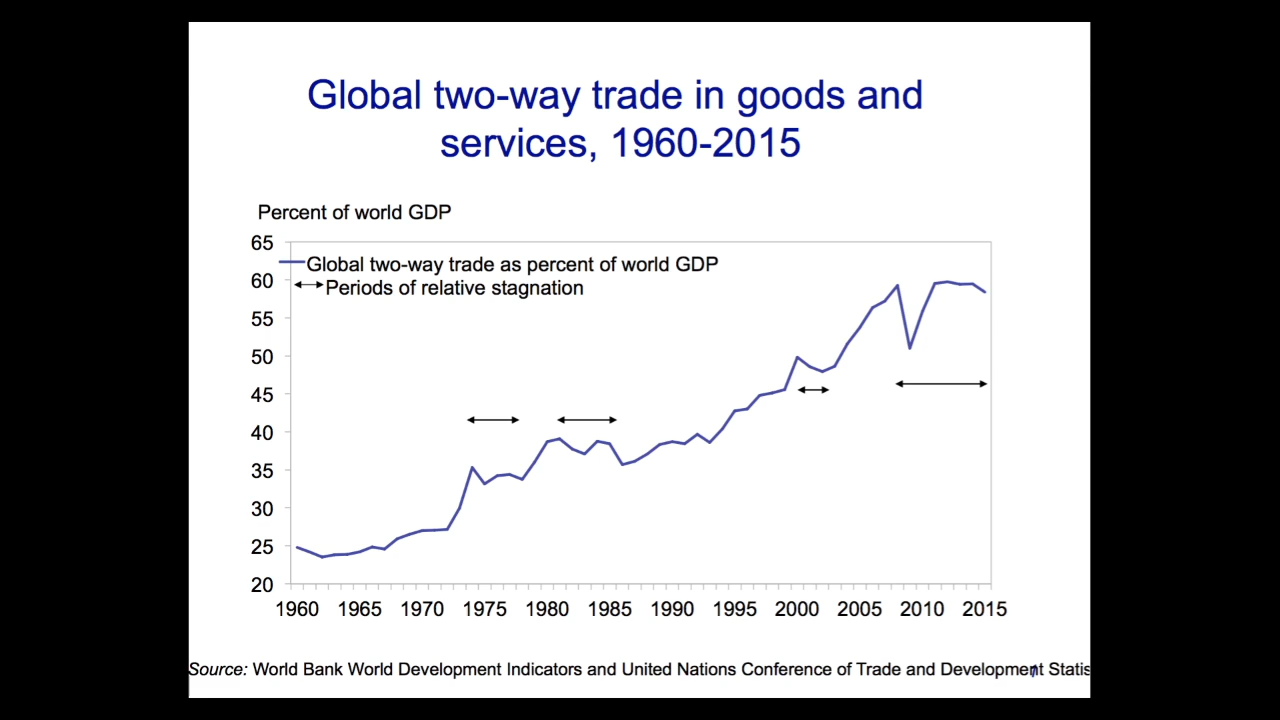 Global two-way trade in goods and
services, 1960-2015
Percent of world GDP
65
Global two-way trade as percent of world GDP
60
Periods of relative stagnation
55
50
45
40
35
30
25
20
1960 1965 1970 1975 1980 1985 1990 1995 2000 2005 2010 2015
Source: World Bank World Development Indicators and United Nations Conference of Trade and Development Statis